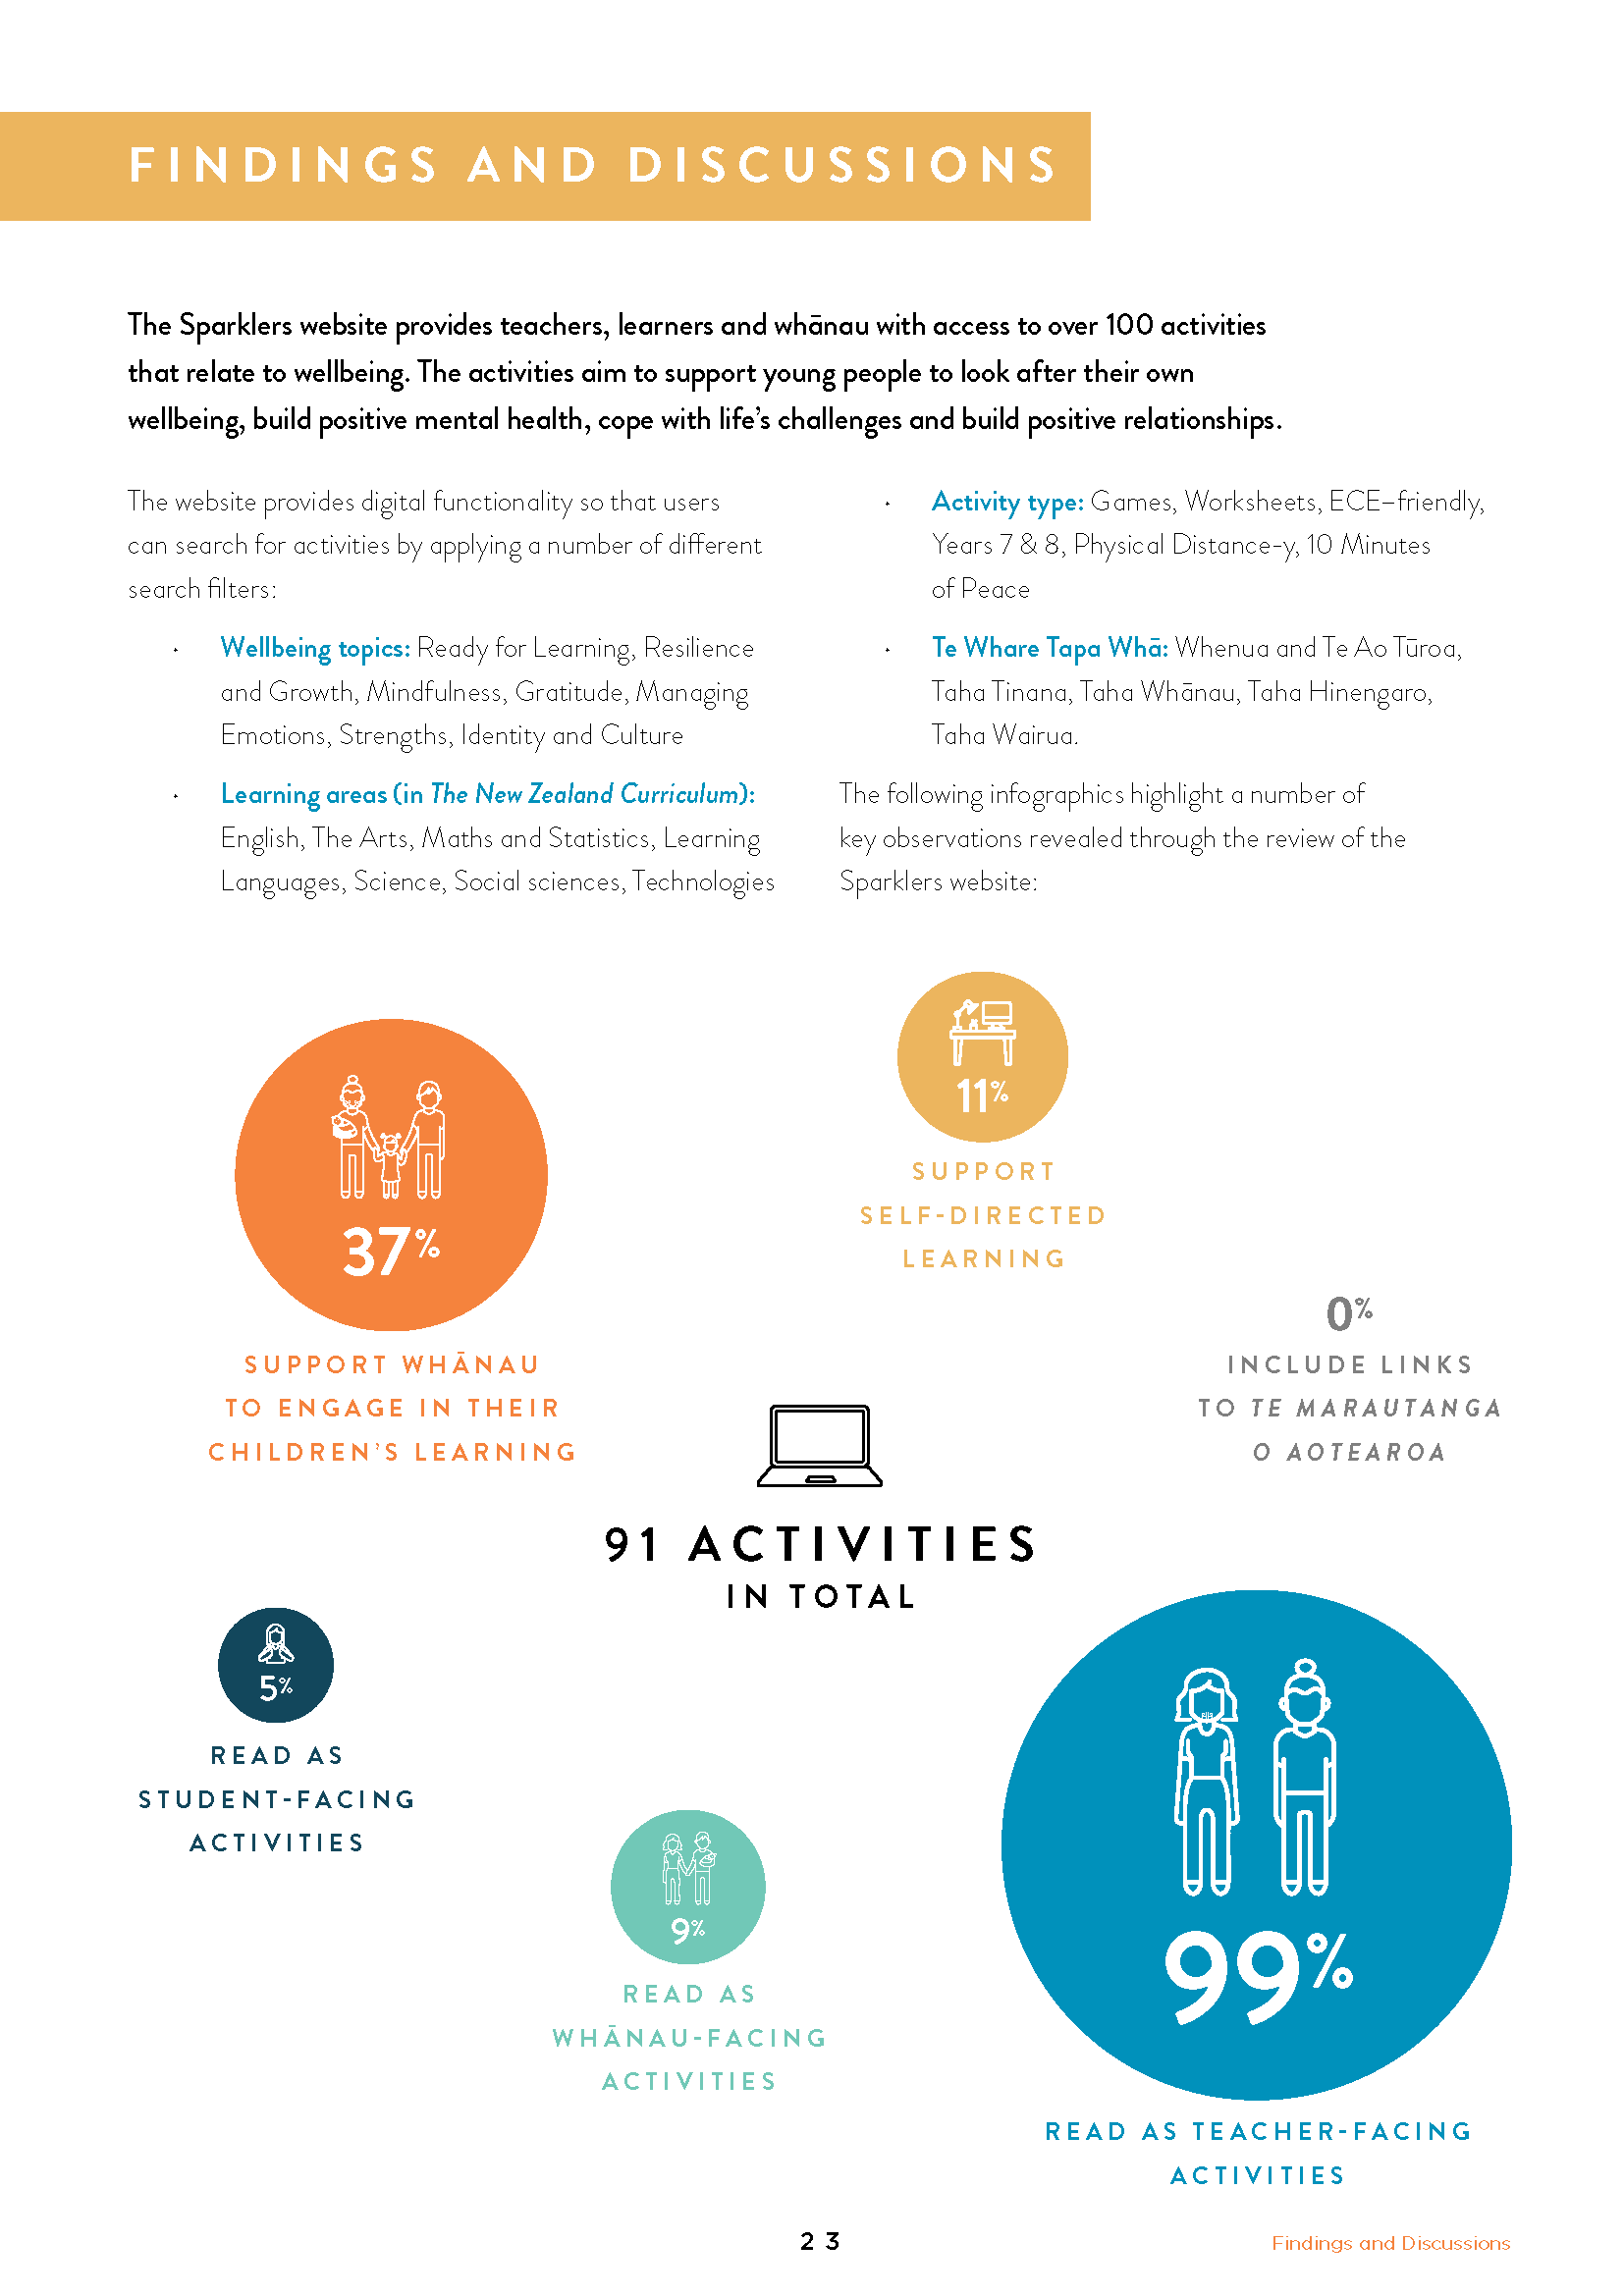 FINDINGS AND DISCUSSIONS
The Sparklers website provides teachers, learners and whānau with access to over 100 activities
that relate to wellbeing. The activities aim to support young people to look after their own
wellbeing, build positive mental health, cope with life's challenges and build positive relationships.
The website provides digital functionality so that users
can search for activities by applying a number of different
search filters:
• Wellbeing topics: Ready for Learning, Resilience
and Growth, Mindfulness, Gratitude, Managing
Emotions, Strengths, Identity and Culture
• Learning areas (in The New Zealand Curriculum):
English, The Arts, Maths and Statistics, Learning
Languages, Science, Social sciences, Technologies
• Activity type: Games, Worksheets, ECE–friendly,
Years 7 & 8, Physical Distance-y, 10 Minutes
of Peace
• Te Whare Tapa Whā: Whenua and Te Ao Tūroa,
Taha Tinana, Taha Whānau, Taha Hinengaro,
Taha Wairua.
The following infographics highlight a number of
key observations revealed through the review of the
Sparklers website:
37%
SUPPORT WHĀNAU
TO ENGAGE IN THEIR
CHILDREN'S LEARNING
11%
SUPPORT
SELF-DIRECTED
LEARNING
0%
INCLUDE LINKS
TO TE MARAUTANGA
O AOTEAROA
91 ACTIVITIES
IN TOTAL
5%
READ AS
STUDENT-FACING
ACTIVITIES
9%
READ AS
WHĀNAU-FACING
ACTIVITIES
99%
READ AS TEACHER-FACING
ACTIVITIES
23
Findings and Discussions